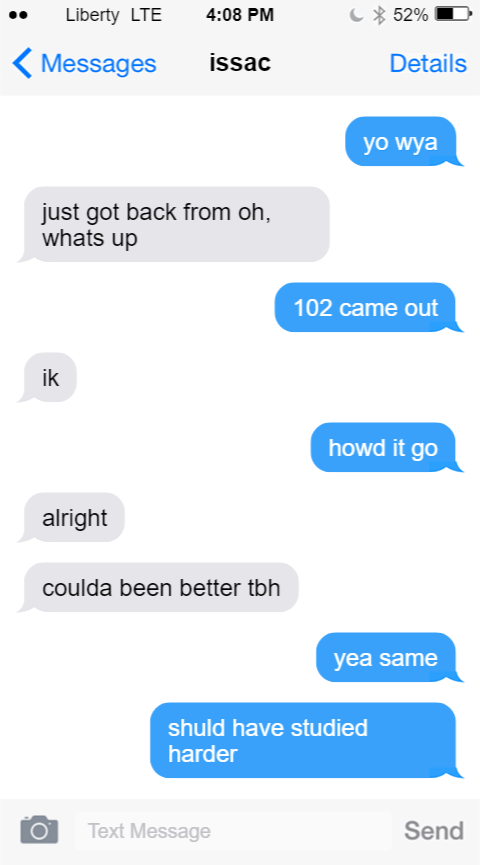 Liberty LTE 4:08 PM 52%
Messages issac Details
yo wya
just got back from oh,
whats up
102 came out
ik
howd it go
alright
coulda been better tbh
yea same
shuld have studied
harder
Text Message Send